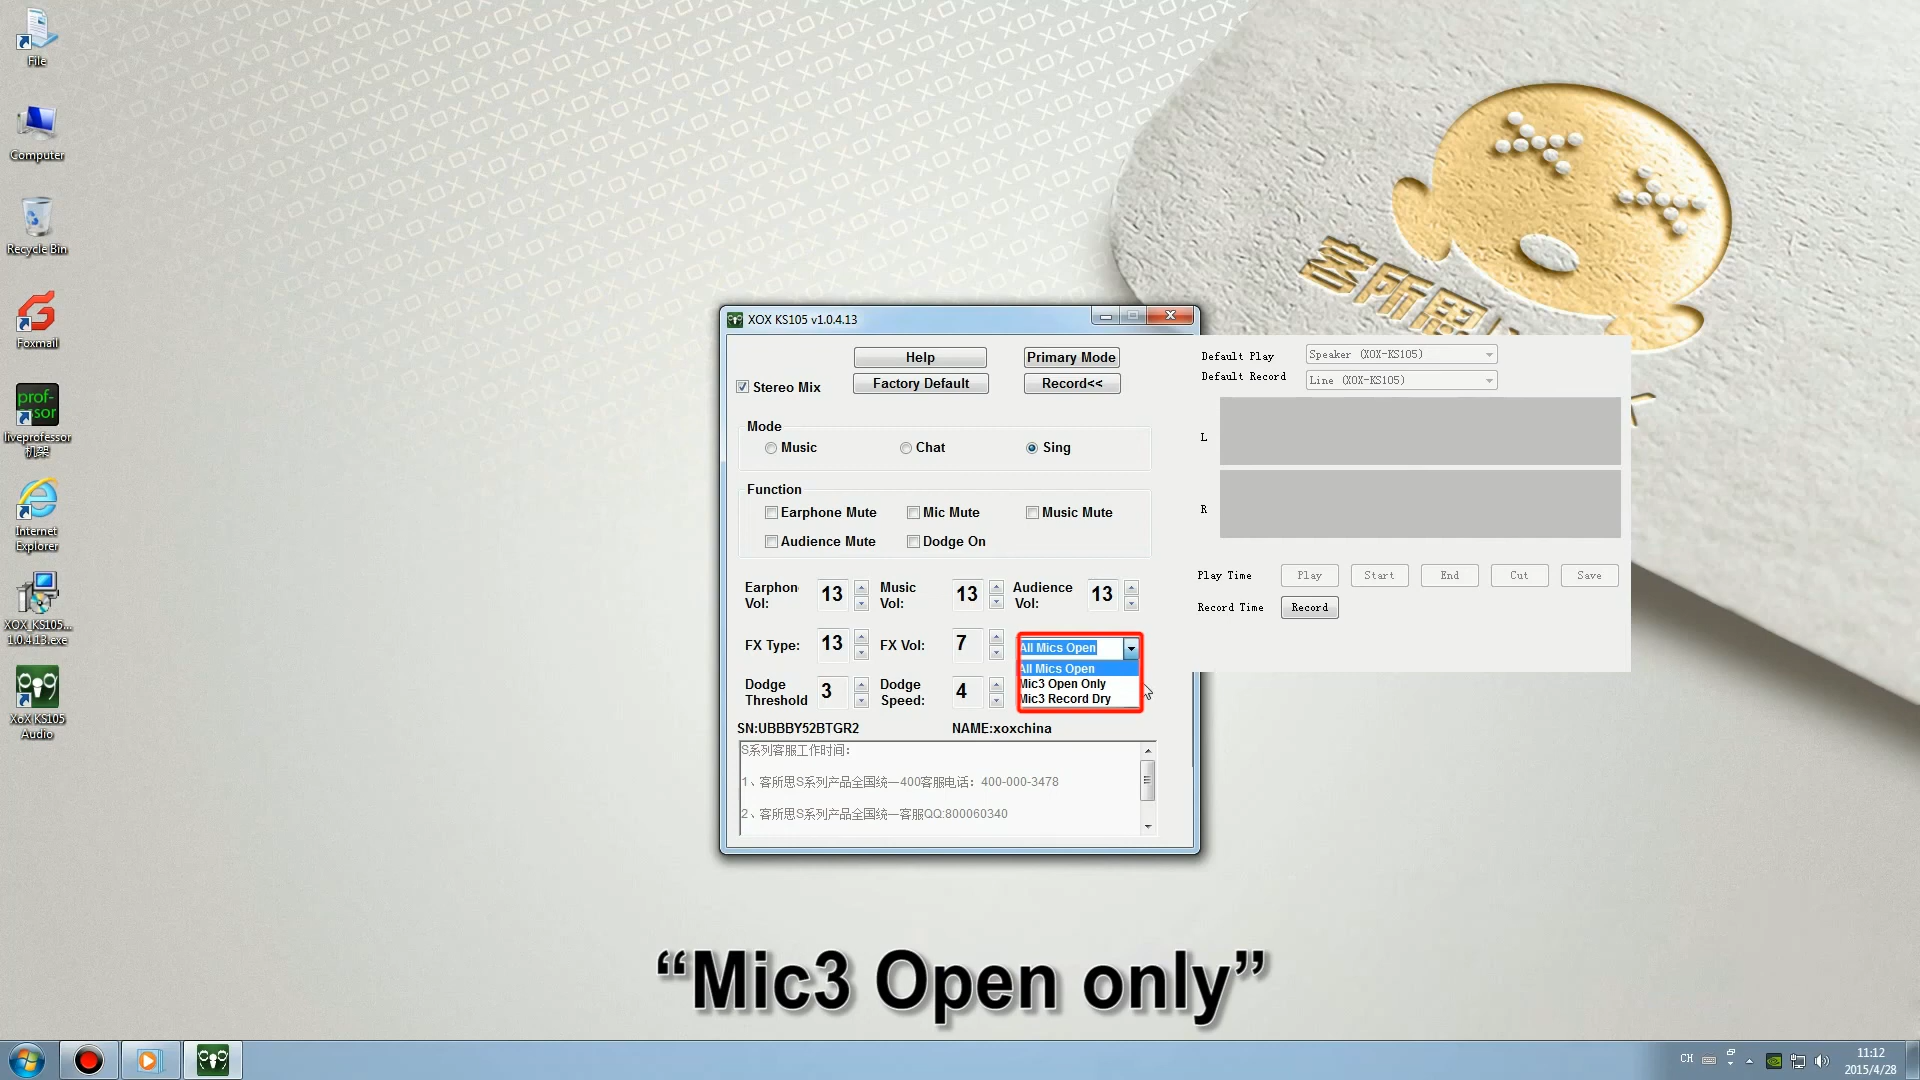 File
Computer
Recycle Bin
Foxmail
prof-
ssor
liveprofessor
机架
Internet
Explorer
XOX_KS105...
1.0.4.13.exe
XoX KS105
Audio
客所思
XOX KS105 v1.0.4.13
Help
Primary Mode
Stereo Mix
Factory Default
Record<<
Mode
Music
Chat
Sing
Function
Earphone Mute
Mic Mute
Music Mute
Audience Mute
Dodge On
Earphon
Vol:
13
Music
Vol:
13
Audience
Vol:
13
FX Type:
13
FX Vol:
7
All Mics Open
All Mics Open
Mic3 Open Only
Mic3 Record Dry
Dodge
Threshold
3
Dodge
Speed:
4
SN:UBBBY52BTGR2
NAME:xoxchina
S系列客服工作时间：
1、客所思S系列产品全国统一400客服电话：400-000-3478
2、客所思S系列产品全国统一客服QQ:800060340
Default Play
Speaker (XOX-KS105)
Default Record
Line (XOX-KS105)
L
R
Play Time
Play
Start
End
Cut
Save
Record Time
Record
“Mic3 Open only”
CH
11:12
2015/4/28